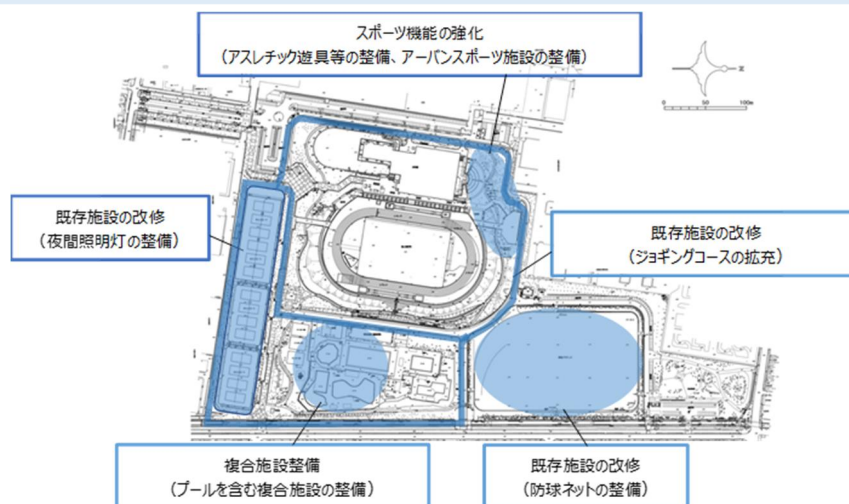 スポーツ機能の強化
（アスレチック遊具等の整備、アーバンスポーツ施設の整備）
0 50 100m
既存施設の改修
（夜間照明灯の整備）
既存施設の改修
（ジョギングコースの拡充）
複合施設整備
（プールを含む複合施設の整備）
既存施設の改修
（防球ネットの整備）